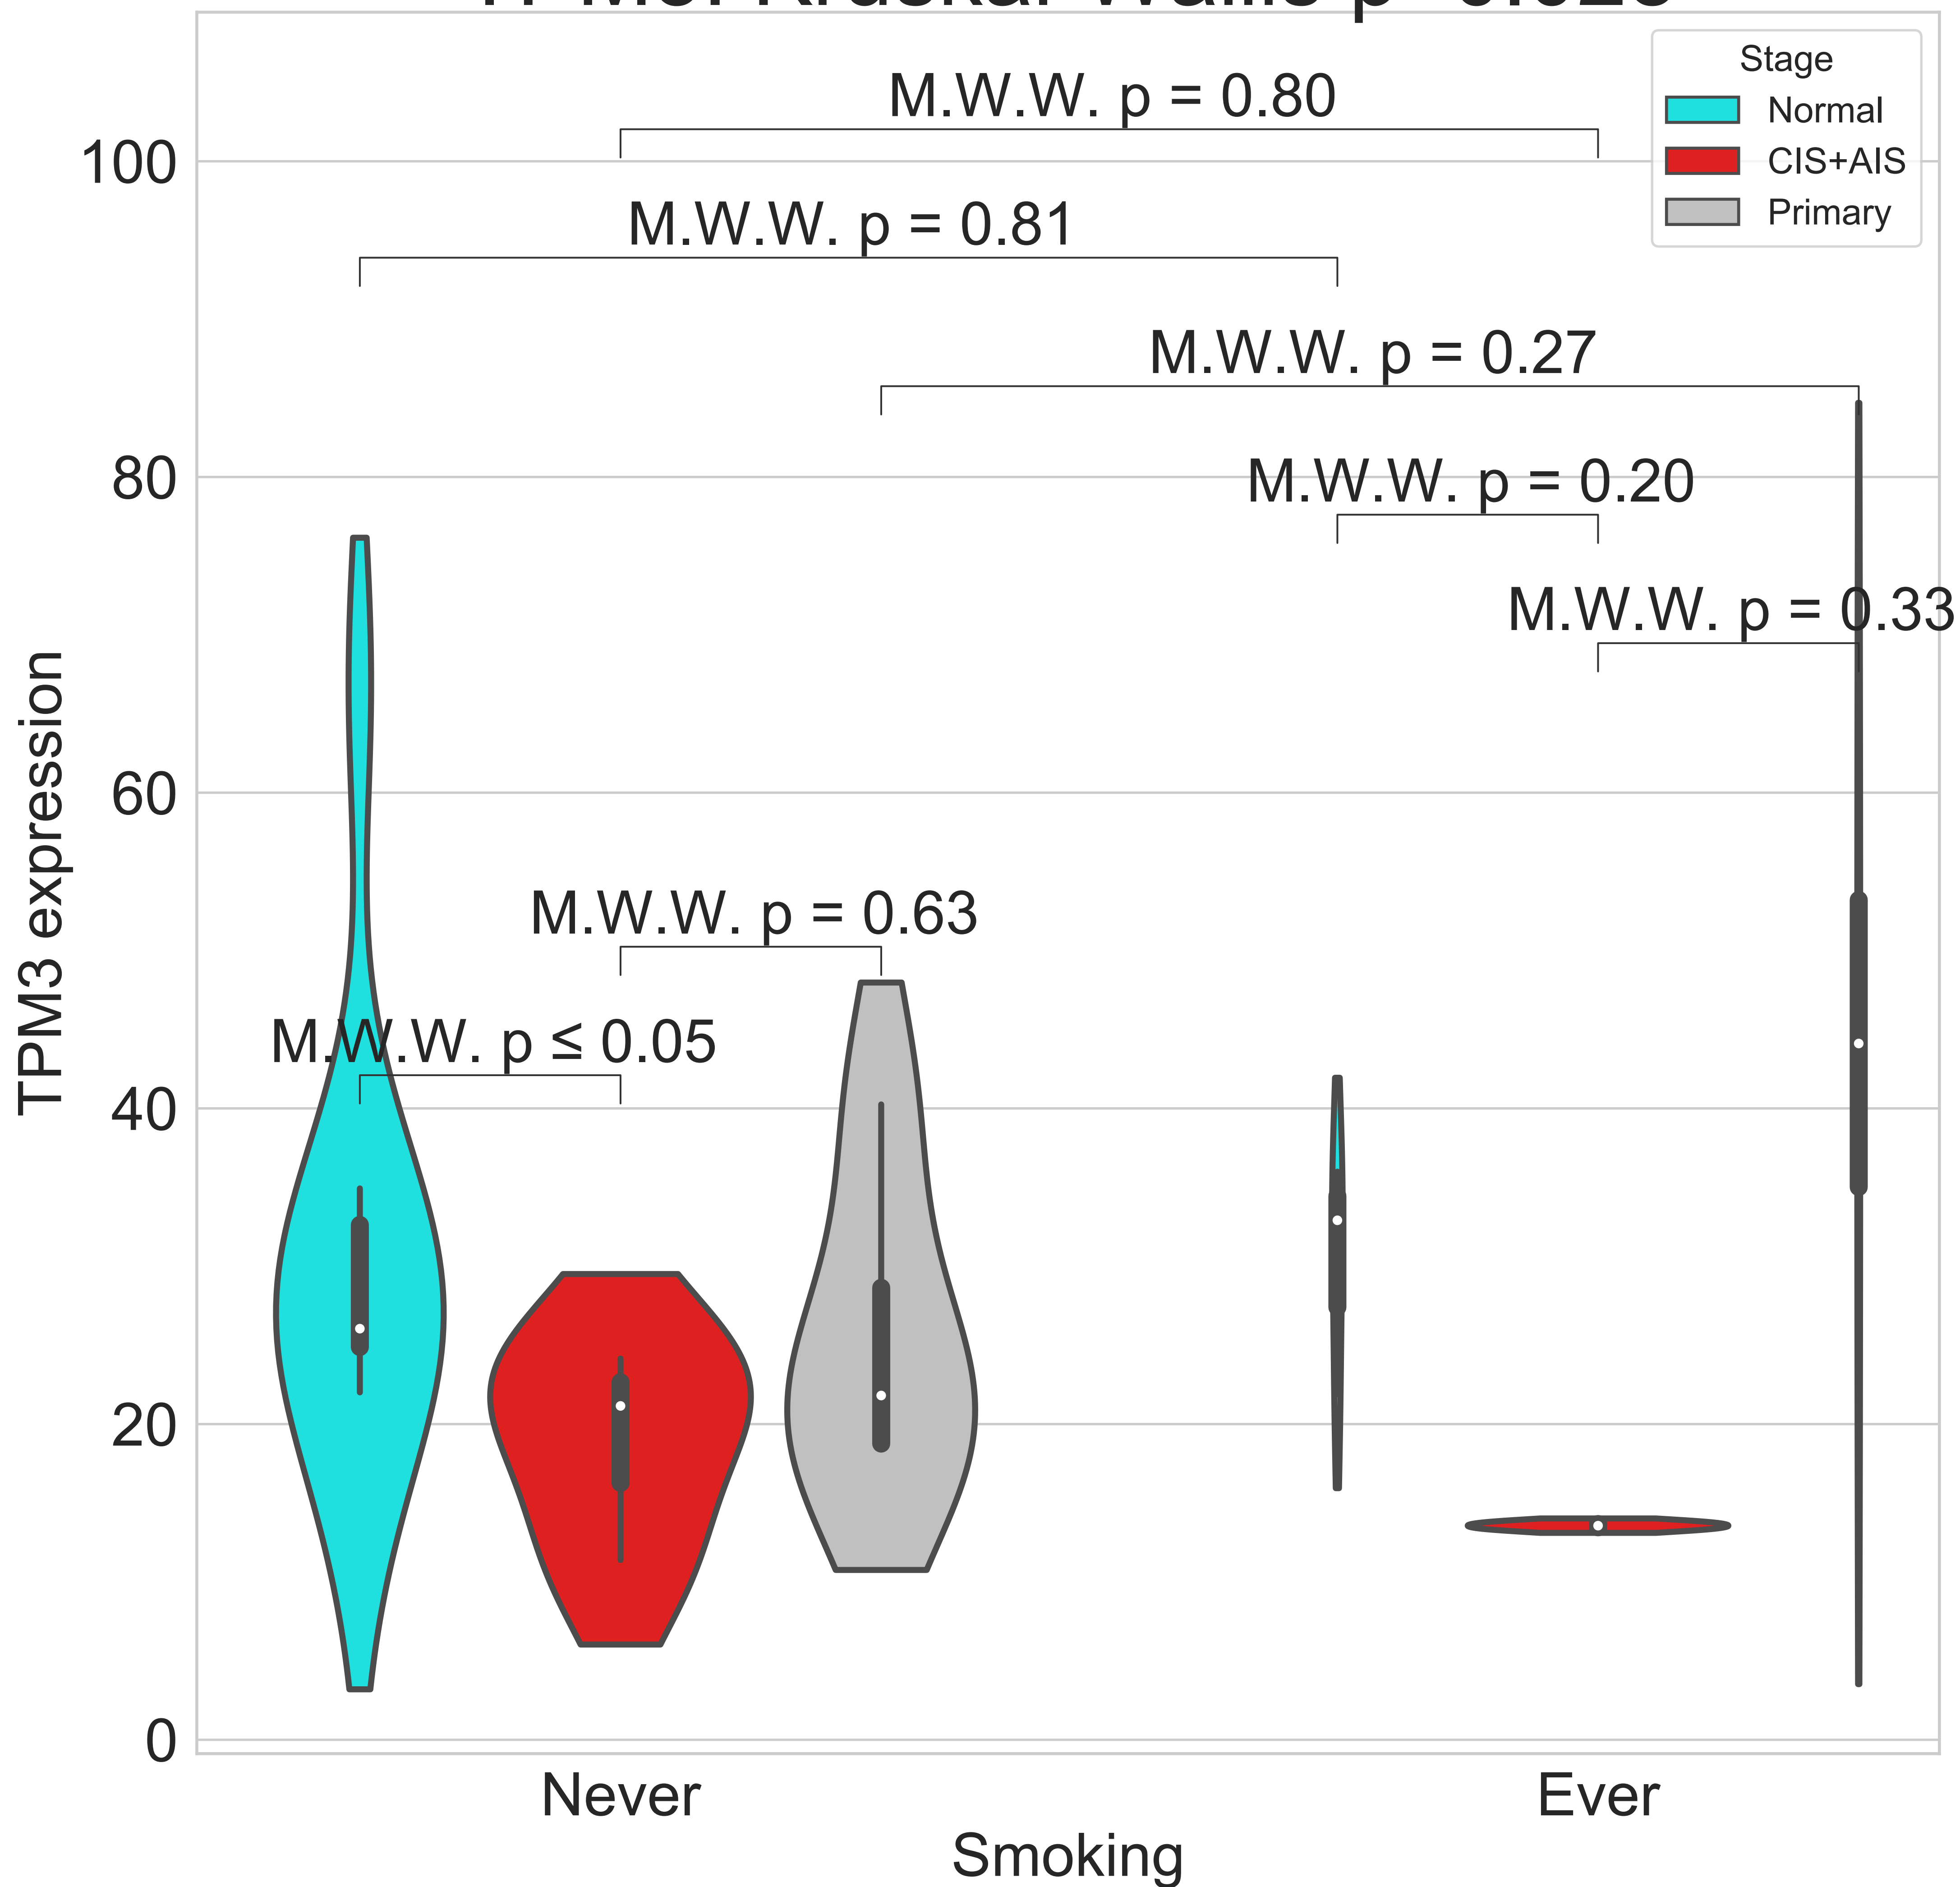 Stage
Normal
CIS+AIS
Primary
M.W.W. p = 0.80
M.W.W. p = 0.81
M.W.W. p = 0.27
M.W.W. p = 0.20
M.W.W. p = 0.33
M.W.W. p = 0.63
M.W.W. p ≤ 0.05
100
80
60
40
20
0
TPM3 expression
Never
Ever
Smoking